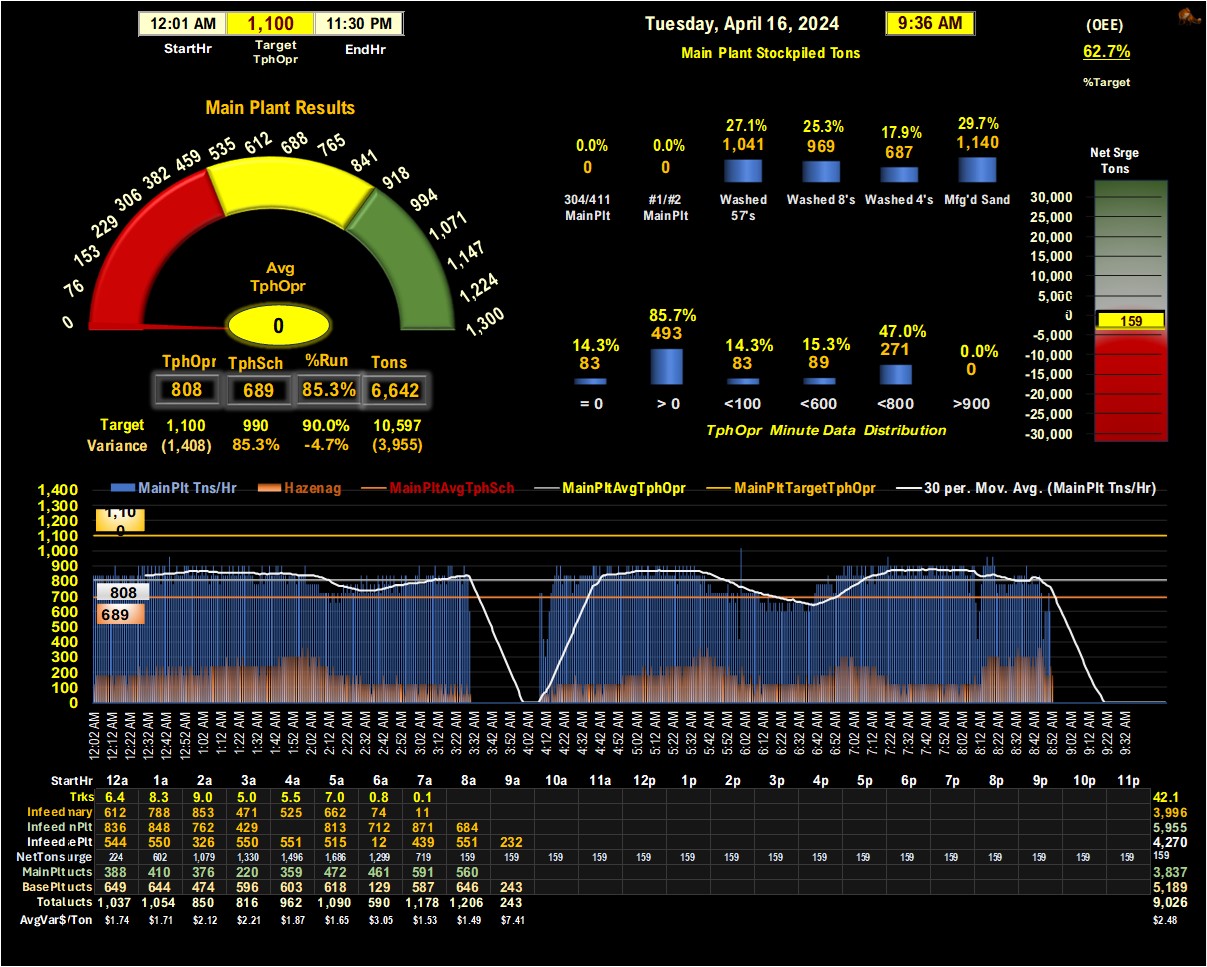 12:01 AM 1,100 11:30 PM
StartHr Target TphOpr EndHr
Tuesday, April 16, 2024 9:36 AM
Main Plant Stockpiled Tons
(OEE)
62.7%
%Target
Main Plant Results
0 76 153 229 306 382 459 535 612 688 765 841 918 994 1,071 1,147 1,224 1,300
Avg
TphOpr
0
TphOpr TphSch %Run Tons
808 689 85.3% 6,642
Target 1,100 990 90.0% 10,597
Variance (1,408) 85.3% -4.7% (3,955)
0.0% 0.0% 27.1% 25.3% 17.9% 29.7%
0 0 1,041 969 687 1,140
304/411 MainPlt #1/#2 MainPlt Washed 57's Washed 8's Washed 4's Mfg'd Sand
14.3% 85.7% 14.3% 15.3% 47.0% 0.0%
83 493 83 89 271 0
= 0 > 0 <100 <600 <800 >900
TphOpr Minute Data Distribution
Net Srge
Tons
30,000
25,000
20,000
15,000
10,000
5,000
0
159
-5,000
-10,000
-15,000
-20,000
-25,000
-30,000
MainPlt Tns/Hr Hazenag MainPltAvgTphSch MainPltAvgTphOpr MainPltTargetTphOpr 30 per. Mov. Avg. (MainPlt Tns/Hr)
1,400
1,300
1,200
1,100
1,000
900
800
700
600
500
400
300
200
100
0
1,100
808
689
12:02 AM 12:12 AM 12:22 AM 12:32 AM 12:42 AM 12:52 AM 1:02 AM 1:12 AM 1:22 AM 1:32 AM 1:42 AM 1:52 AM 2:02 AM 2:12 AM 2:22 AM 2:32 AM 2:42 AM 2:52 AM 3:02 AM 3:12 AM 3:22 AM 3:32 AM 3:42 AM 3:52 AM 4:02 AM 4:12 AM 4:22 AM 4:32 AM 4:42 AM 4:52 AM 5:02 AM 5:12 AM 5:22 AM 5:32 AM 5:42 AM 5:52 AM 6:02 AM 6:12 AM 6:22 AM 6:32 AM 6:42 AM 6:52 AM 7:02 AM 7:12 AM 7:22 AM 7:32 AM 7:42 AM 7:52 AM 8:02 AM 8:12 AM 8:22 AM 8:32 AM 8:42 AM 8:52 AM 9:02 AM 9:12 AM 9:22 AM 9:32 AM
StartHr 12a 1a 2a 3a 4a 5a 6a 7a 8a 9a 10a 11a 12p 1p 2p 3p 4p 5p 6p 7p 8p 9p 10p 11p
Trks 6.4 8.3 9.0 5.0 5.5 7.0 0.8 0.1 42.1
Infeed mary 612 788 853 471 525 662 74 11 3,996
Infeed nPlt 836 848 762 429 813 712 871 684 5,955
Infeed ePlt 544 550 326 550 551 515 12 439 551 232 4,270
NetTons urge 224 602 1,079 1,330 1,496 1,686 1,299 719 159 159 159 159 159 159 159 159 159 159 159 159 159 159 159 159 159
MainPlt ucts 388 410 376 220 359 472 461 591 560 3,837
BasePlt ucts 649 644 474 596 603 618 129 587 646 243 5,189
Total ucts 1,037 1,054 850 816 962 1,090 590 1,178 1,206 243 9,026
AvgVar$/Ton $1.74 $1.71 $2.12 $2.21 $1.87 $1.65 $3.05 $1.53 $1.49 $7.41 $2.48